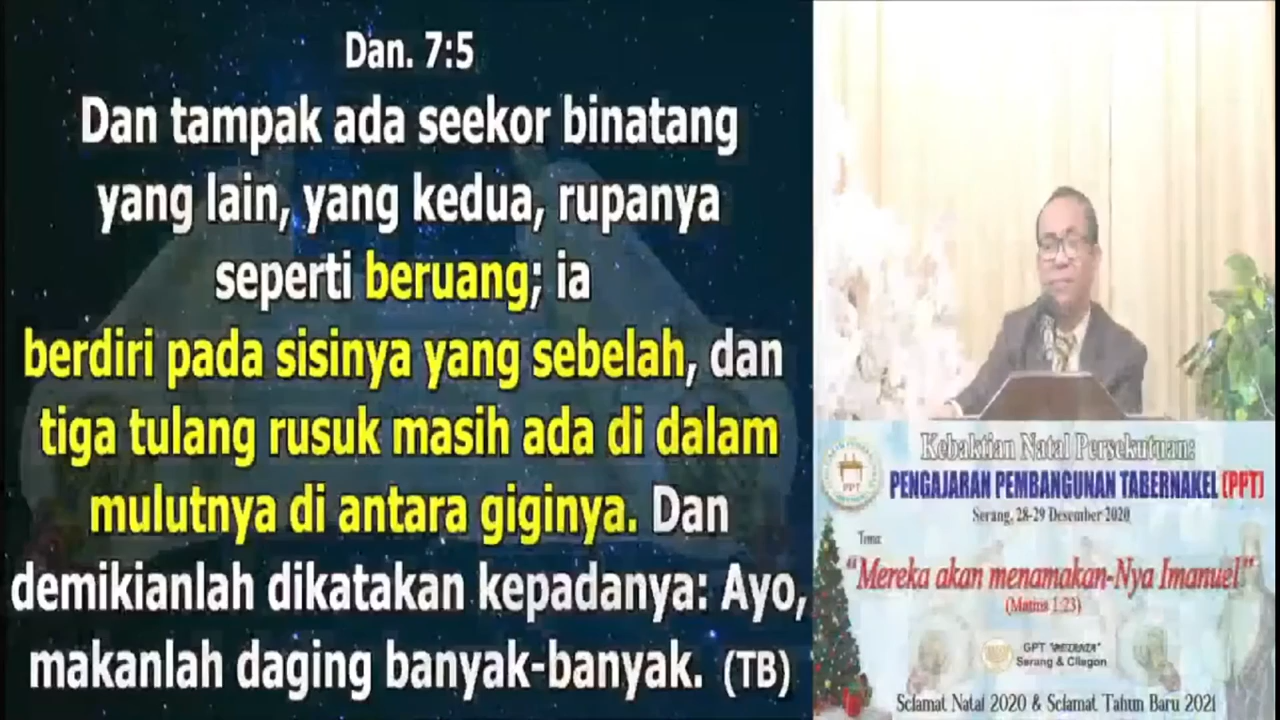 Dan. 7:5
Dan tampak ada seekor binatang
yang lain, yang kedua, rupanya
seperti beruang; ia
berdiri pada sisinya yang sebelah, dan
tiga tulang rusuk masih ada di dalam
mulutnya di antara giginya. Dan
demikianlah dikatakan kepadanya: Ayo,
makanlah daging banyak-banyak. (TB)
Kebaktian Natal Persekutuan:
PENGAJARAN PEMBANGUNAN TABERNAKEL (PPT)
PPT
Serang, 28-29 Desember 2020
Tema:
"Mereka akan menamakan-Nya Imanuel"
(Matius 1:23)
GPT
Serang & Cilegon
Selamat Natal 2020 & Selamat Tahun Baru 2021